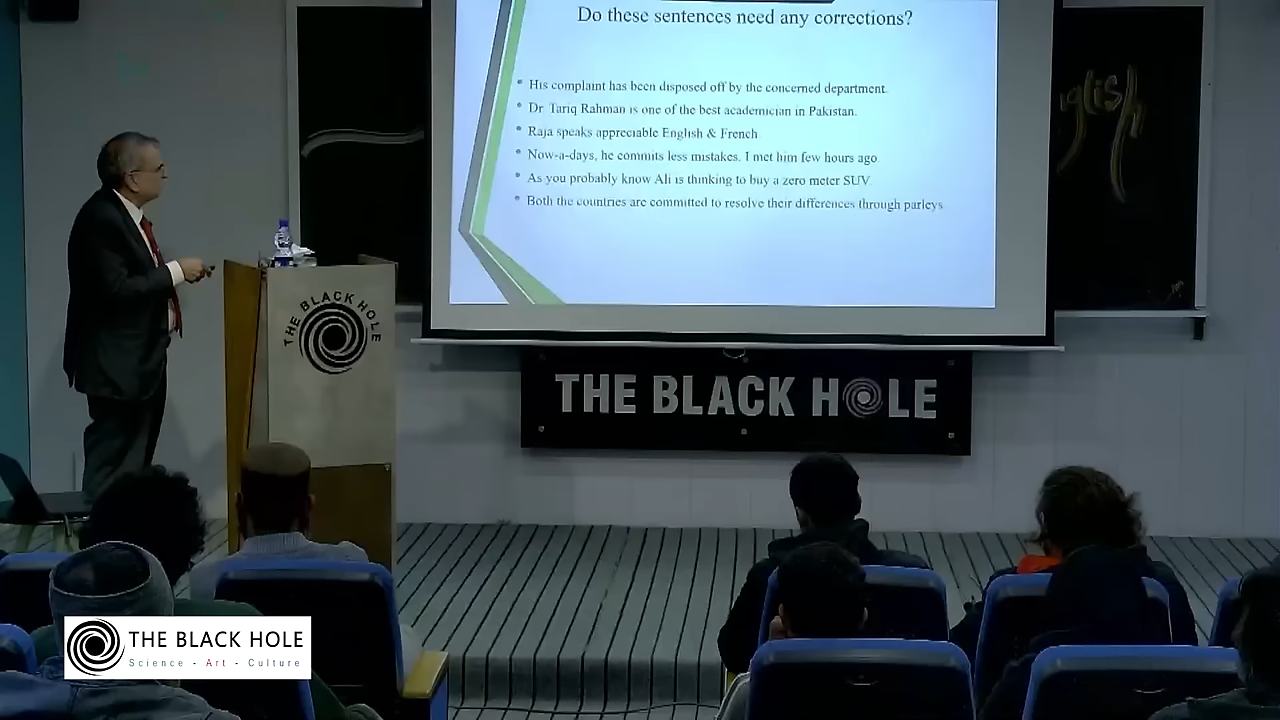 Do these sentences need any corrections?
• His complaint has been disposed off by the concerned department.
• Dr Tariq Rahman is one of the best academician in Pakistan.
• Raja speaks appreciable English & French
• Now-a-days, he commits less mistakes. I met him few hours ago
• As you probably know Ali is thinking to buy a zero meter SUV.
• Both the countries are committed to resolve their differences through parleys
THE BLACK HOLE
THE BLACK HOLE
THE BLACK HOLE
Science - Art - Culture